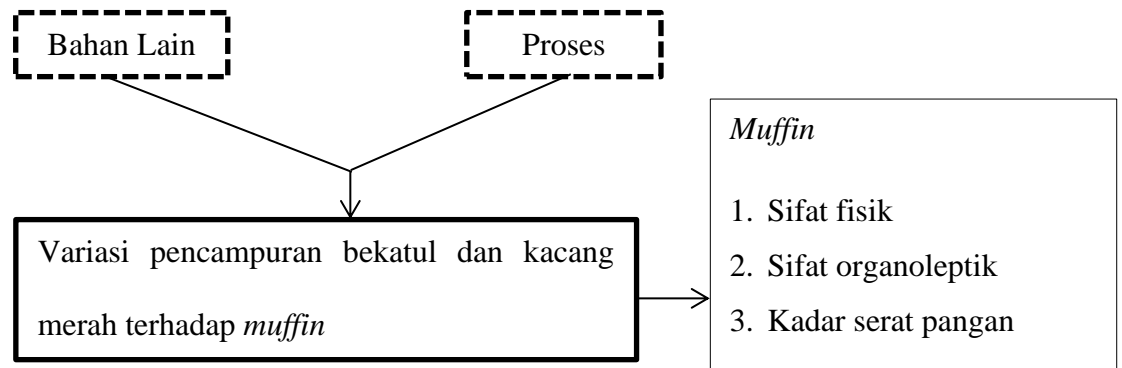 Bahan Lain
Proses
Variasi pencampuran bekatul dan kacang
merah terhadap muffin
Muffin
1. Sifat fisik
2. Sifat organoleptik
3. Kadar serat pangan